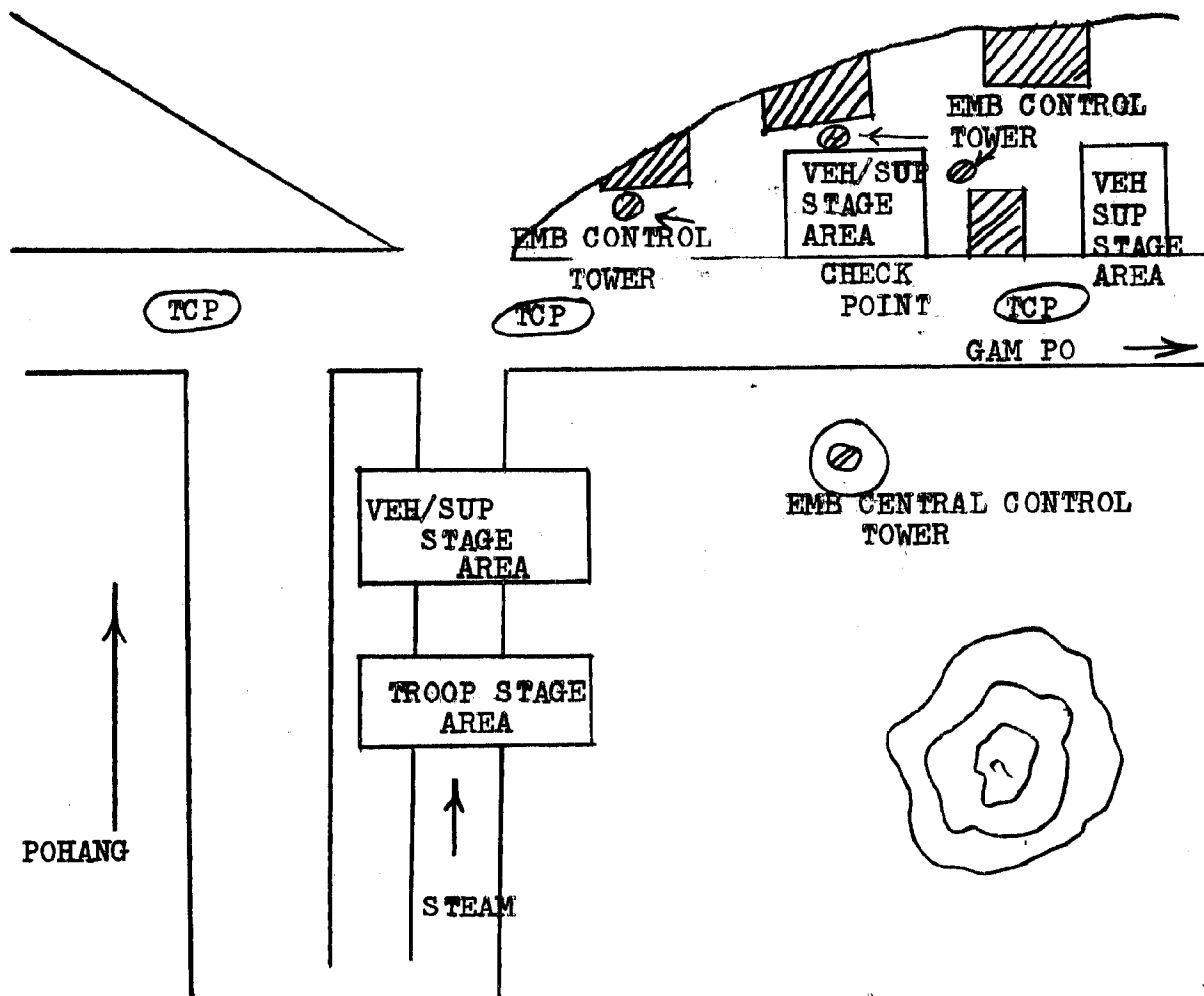 EMB CONTROL
TOWER
VEH/SUP
STAGE
AREA
VEH
SUP
STAGE
AREA
EMB CONTROL
TOWER
CHECK
POINT
TCP
TCP
TCP
GAM PO
VEH/SUP
STAGE
AREA
EMB CENTRAL CONTROL
TOWER
TROOP STAGE
AREA
POHANG
STEAM